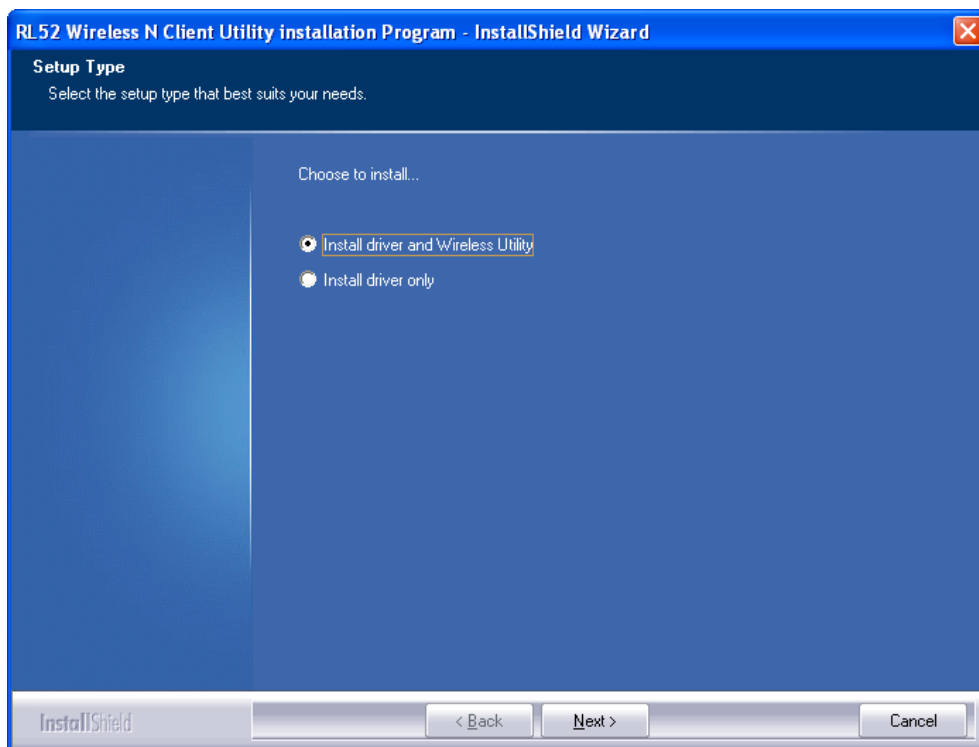 RL52 Wireless N Client Utility installation Program - InstallShield Wizard
Setup Type
Select the setup type that best suits your needs.
Choose to install...
Install driver and Wireless Utility
Install driver only
InstallShield
< Back
Next >
Cancel